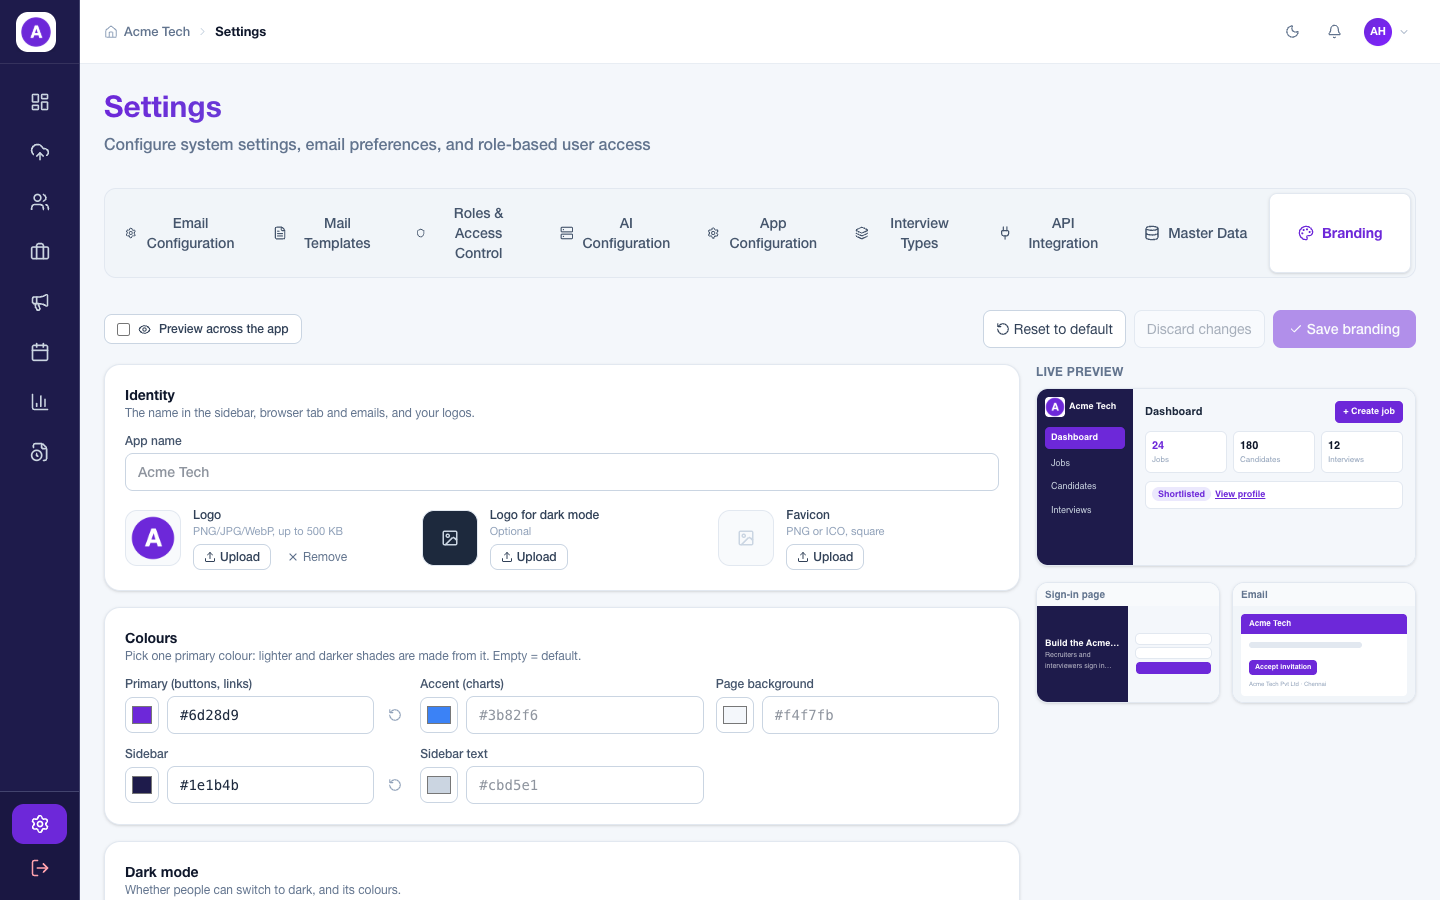 A
Acme Tech
Settings
AH
Settings
Configure system settings, email preferences, and role-based user access
Email
Configuration
Mail
Templates
Roles &
Access
Control
AI
Configuration
App
Configuration
Interview
Types
API
Integration
Master Data
Branding
Preview across the app
Reset to default
Discard changes
Save branding
Identity
The name in the sidebar, browser tab and emails, and your logos.
App name
Acme Tech
A
Logo
PNG/JPG/WebP, up to 500 KB
Upload
Remove
Logo for dark mode
Optional
Upload
Favicon
PNG or ICO, square
Upload
Colours
Pick one primary colour: lighter and darker shades are made from it. Empty = default.
Primary (buttons, links)
#6d28d9
Accent (charts)
#3b82f6
Page background
#f4f7fb
Sidebar
#1e1b4b
Sidebar text
#cbd5e1
Dark mode
Whether people can switch to dark, and its colours.
LIVE PREVIEW
A
Acme Tech
Dashboard
Jobs
Candidates
Interviews
Dashboard
+ Create job
24
Jobs
180
Candidates
12
Interviews
Shortlisted
View profile
Sign-in page
Build the Acme...
Recruiters and
interviewers sign in...
Email
Acme Tech
Accept invitation
Acme Tech Pvt Ltd · Chennai